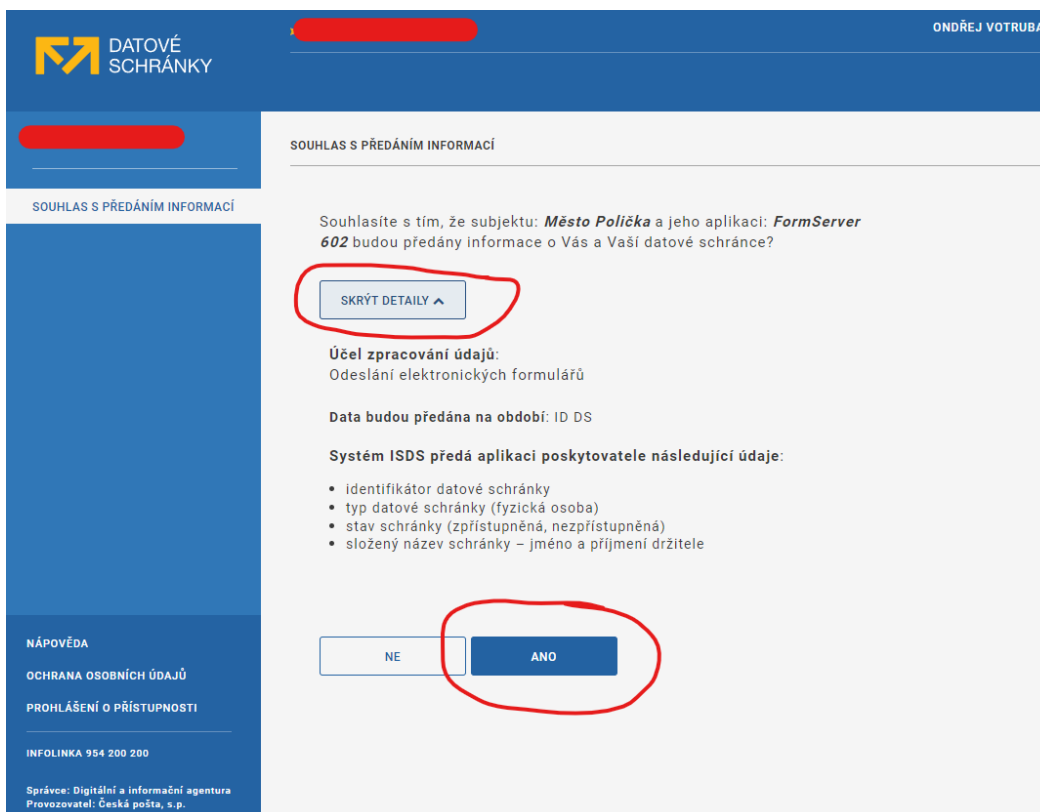 DATOVÉ
SCHRÁNKY
ONDŘEJ VOTRUBA
SOUHLAS S PŘEDÁNÍM INFORMACÍ
SOUHLAS S PŘEDÁNÍM INFORMACÍ
Souhlasíte s tím, že subjektu: Město Polička a jeho aplikaci: FormServer
602 budou předány informace o Vás a Vaší datové schránce?
SKRÝT DETAILY
Účel zpracování údajů:
Odeslání elektronických formulářů
Data budou předána na období: ID DS
Systém ISDS předá aplikaci poskytovatele následující údaje:
• identifikátor datové schránky
• typ datové schránky (fyzická osoba)
• stav schránky (zpřístupněná, nezpřístupněná)
• složený název schránky – jméno a příjmení držitele
NE
ANO
NÁPOVĚDA
OCHRANA OSOBNÍCH ÚDAJŮ
PROHLÁŠENÍ O PŘÍSTUPNOSTI
INFOLINKA 954 200 200
Správce: Digitální a informační agentura
Provozovatel: Česká pošta, s.p.